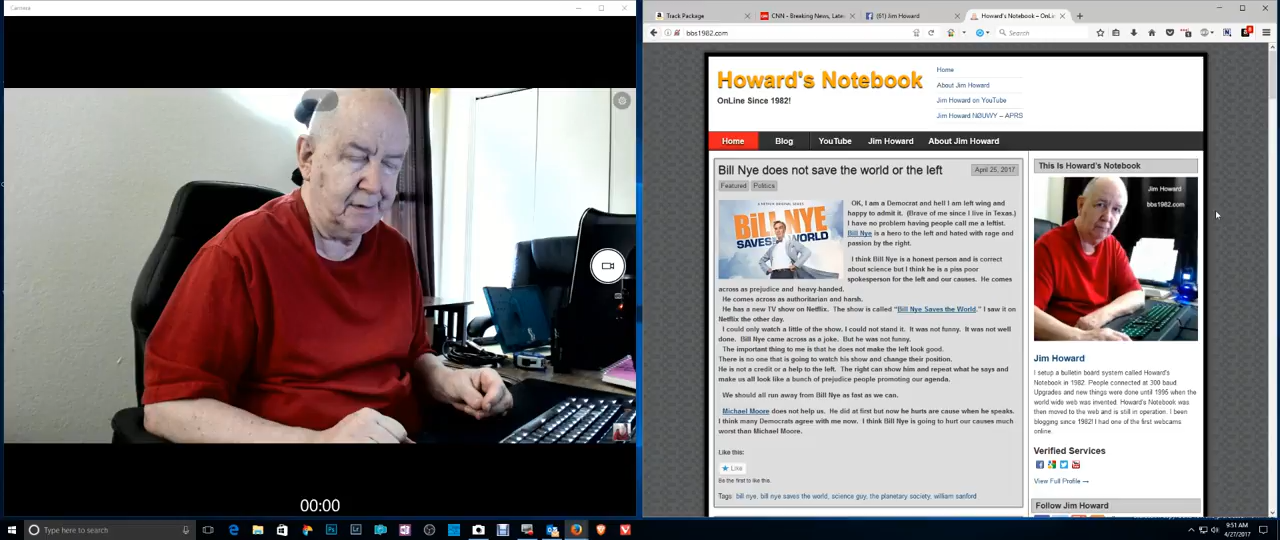 Camera
00:00
Track Package
CNN - Breaking News, Late
(61) Jim Howard
Howard's Notebook – OnLi
bbs1982.com
Search
Howard's Notebook
OnLine Since 1982!
Home
About Jim Howard
Jim Howard on YouTube
Jim Howard NØUWY – APRS
Home Blog YouTube Jim Howard About Jim Howard
Bill Nye does not save the world or the left
April 25, 2017
Featured Politics
A NETFLIX ORIGINAL SERIES
BILL NYE
SAVES THE WORLD
OK, I am a Democrat and hell I am left wing and
happy to admit it. (Brave of me since I live in Texas.)
I have no problem having people call me a leftist.
Bill Nye is a hero to the left and hated with rage and
passion by the right.
I think Bill Nye is a honest person and is correct
about science but I think he is a piss poor
spokesperson for the left and our causes. He comes
across as prejudice and heavy-handed.
He comes across as authoritarian and harsh.
He has a new TV show on Netflix. The show is called "Bill Nye Saves the World." I saw it on
Netflix the other day.
I could only watch a little of the show. I could not stand it. It was not funny. It was not well
done. Bill Nye came across as a joke. But he was not funny.
The important thing to me is that he does not make the left look good.
There is no one that is going to watch his show and change their position.
He is not a credit or a help to the left. The right can show him and repeat what he says and
make us all look like a bunch of prejudice people promoting our agenda.
We should all run away from Bill Nye as fast as we can.
Michael Moore does not help us. He did at first but now he hurts are cause when he speaks.
I think many Democrats agree with me now. I think Bill Nye is going to hurt our causes much
worst than Michael Moore.
Like this:
Like
Be the first to like this.
Tags: bill nye, bill nye saves the world, science guy, the planetary society, william sanford
This Is Howard's Notebook
Jim Howard
bbs1982.com
Jim Howard
I setup a bulletin board system called Howard's
Notebook in 1982. People connected at 300 baud
Upgrades and new things were done until 1995 when the
world wide web was invented. Howard's Notebook was
then moved to the web and is still in operation. I been
blogging since 1982! I had one of the first webcams
online.
Verified Services
View Full Profile →
Follow Jim Howard
Type here to search
9:51 AM
4/27/2017